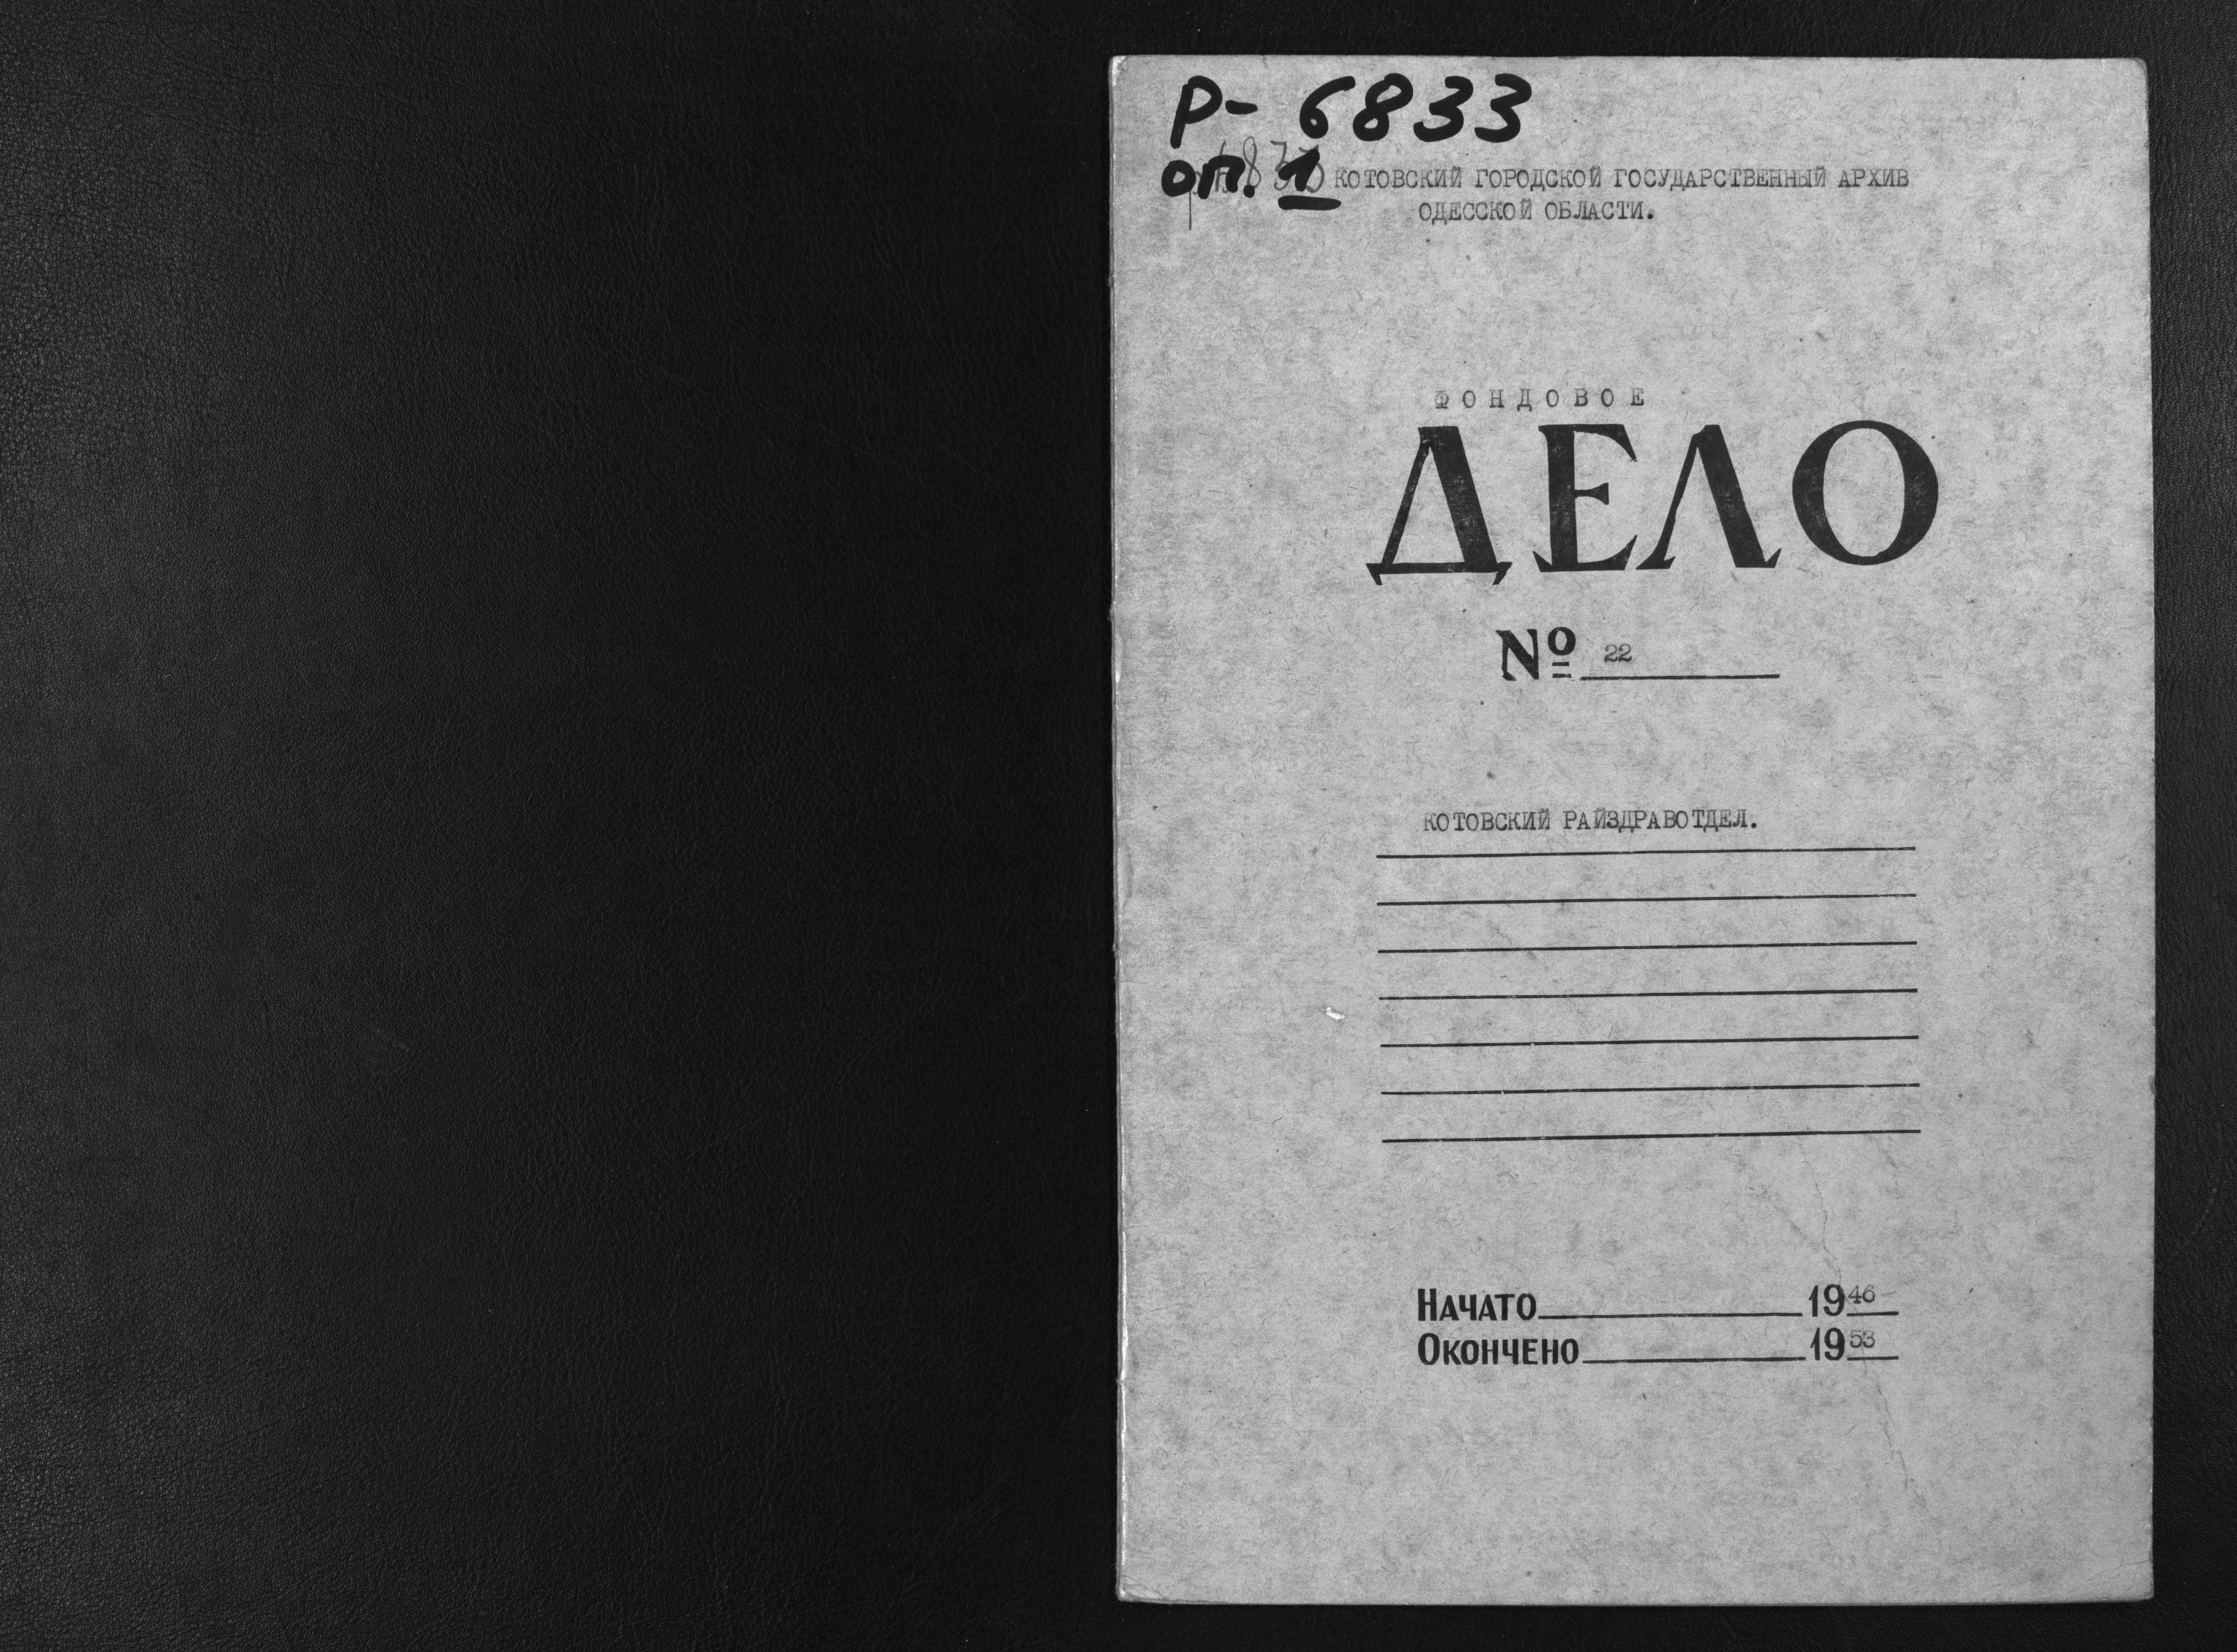 Р- 6833
оп. 1
КОТОВСКИЙ ГОРОДСКОЙ ГОСУДАРСТВЕННЫЙ АРХИВ
ОДЕССКОЙ ОБЛАСТИ.
ФОНДОВОЕ
ДЕЛО
№ 22
КОТОВСКИЙ РАЙЗДРАВОТДЕЛ.
НАЧАТО 1946
ОКОНЧЕНО 1953